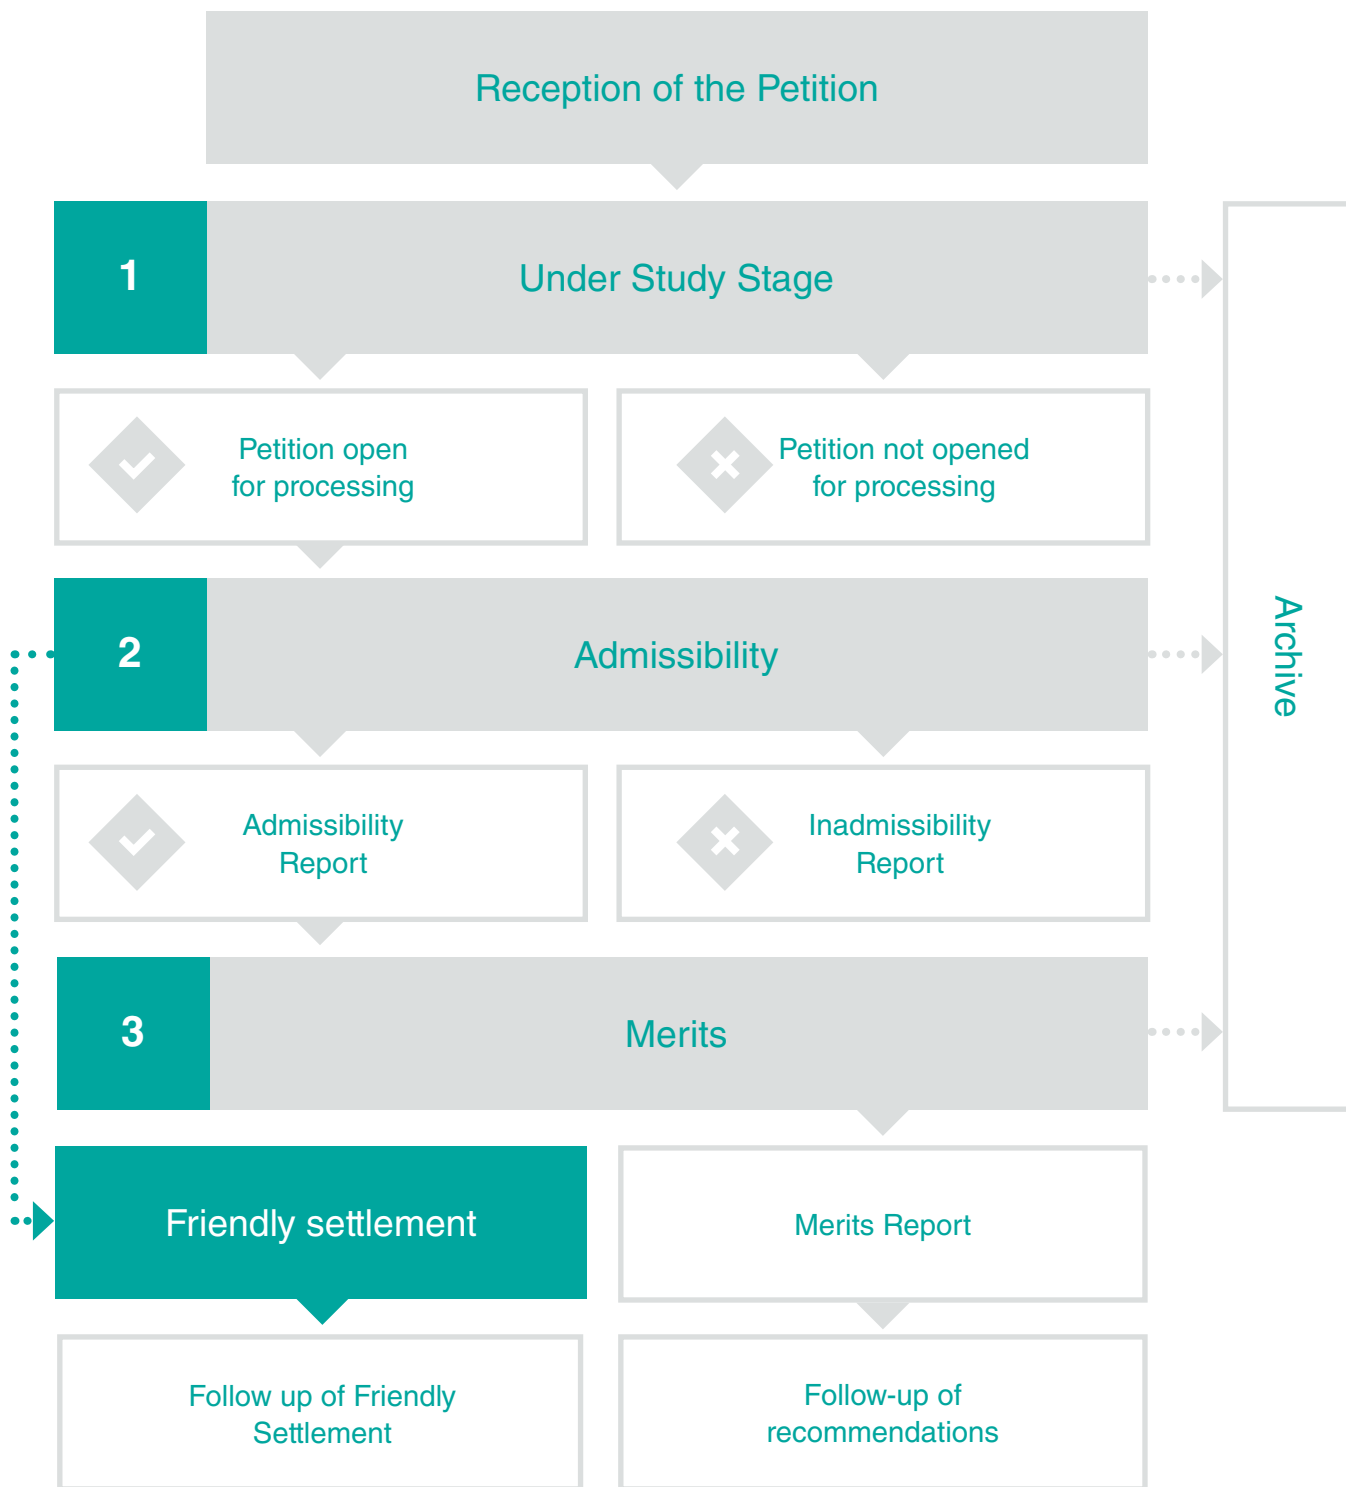 Reception of the Petition
1
Under Study Stage
Petition open
for processing
Petition not opened
for processing
2
Admissibility
Archive
Admissibility
Report
Inadmissibility
Report
3
Merits
Friendly settlement
Merits Report
Follow up of Friendly
Settlement
Follow-up of
recommendations